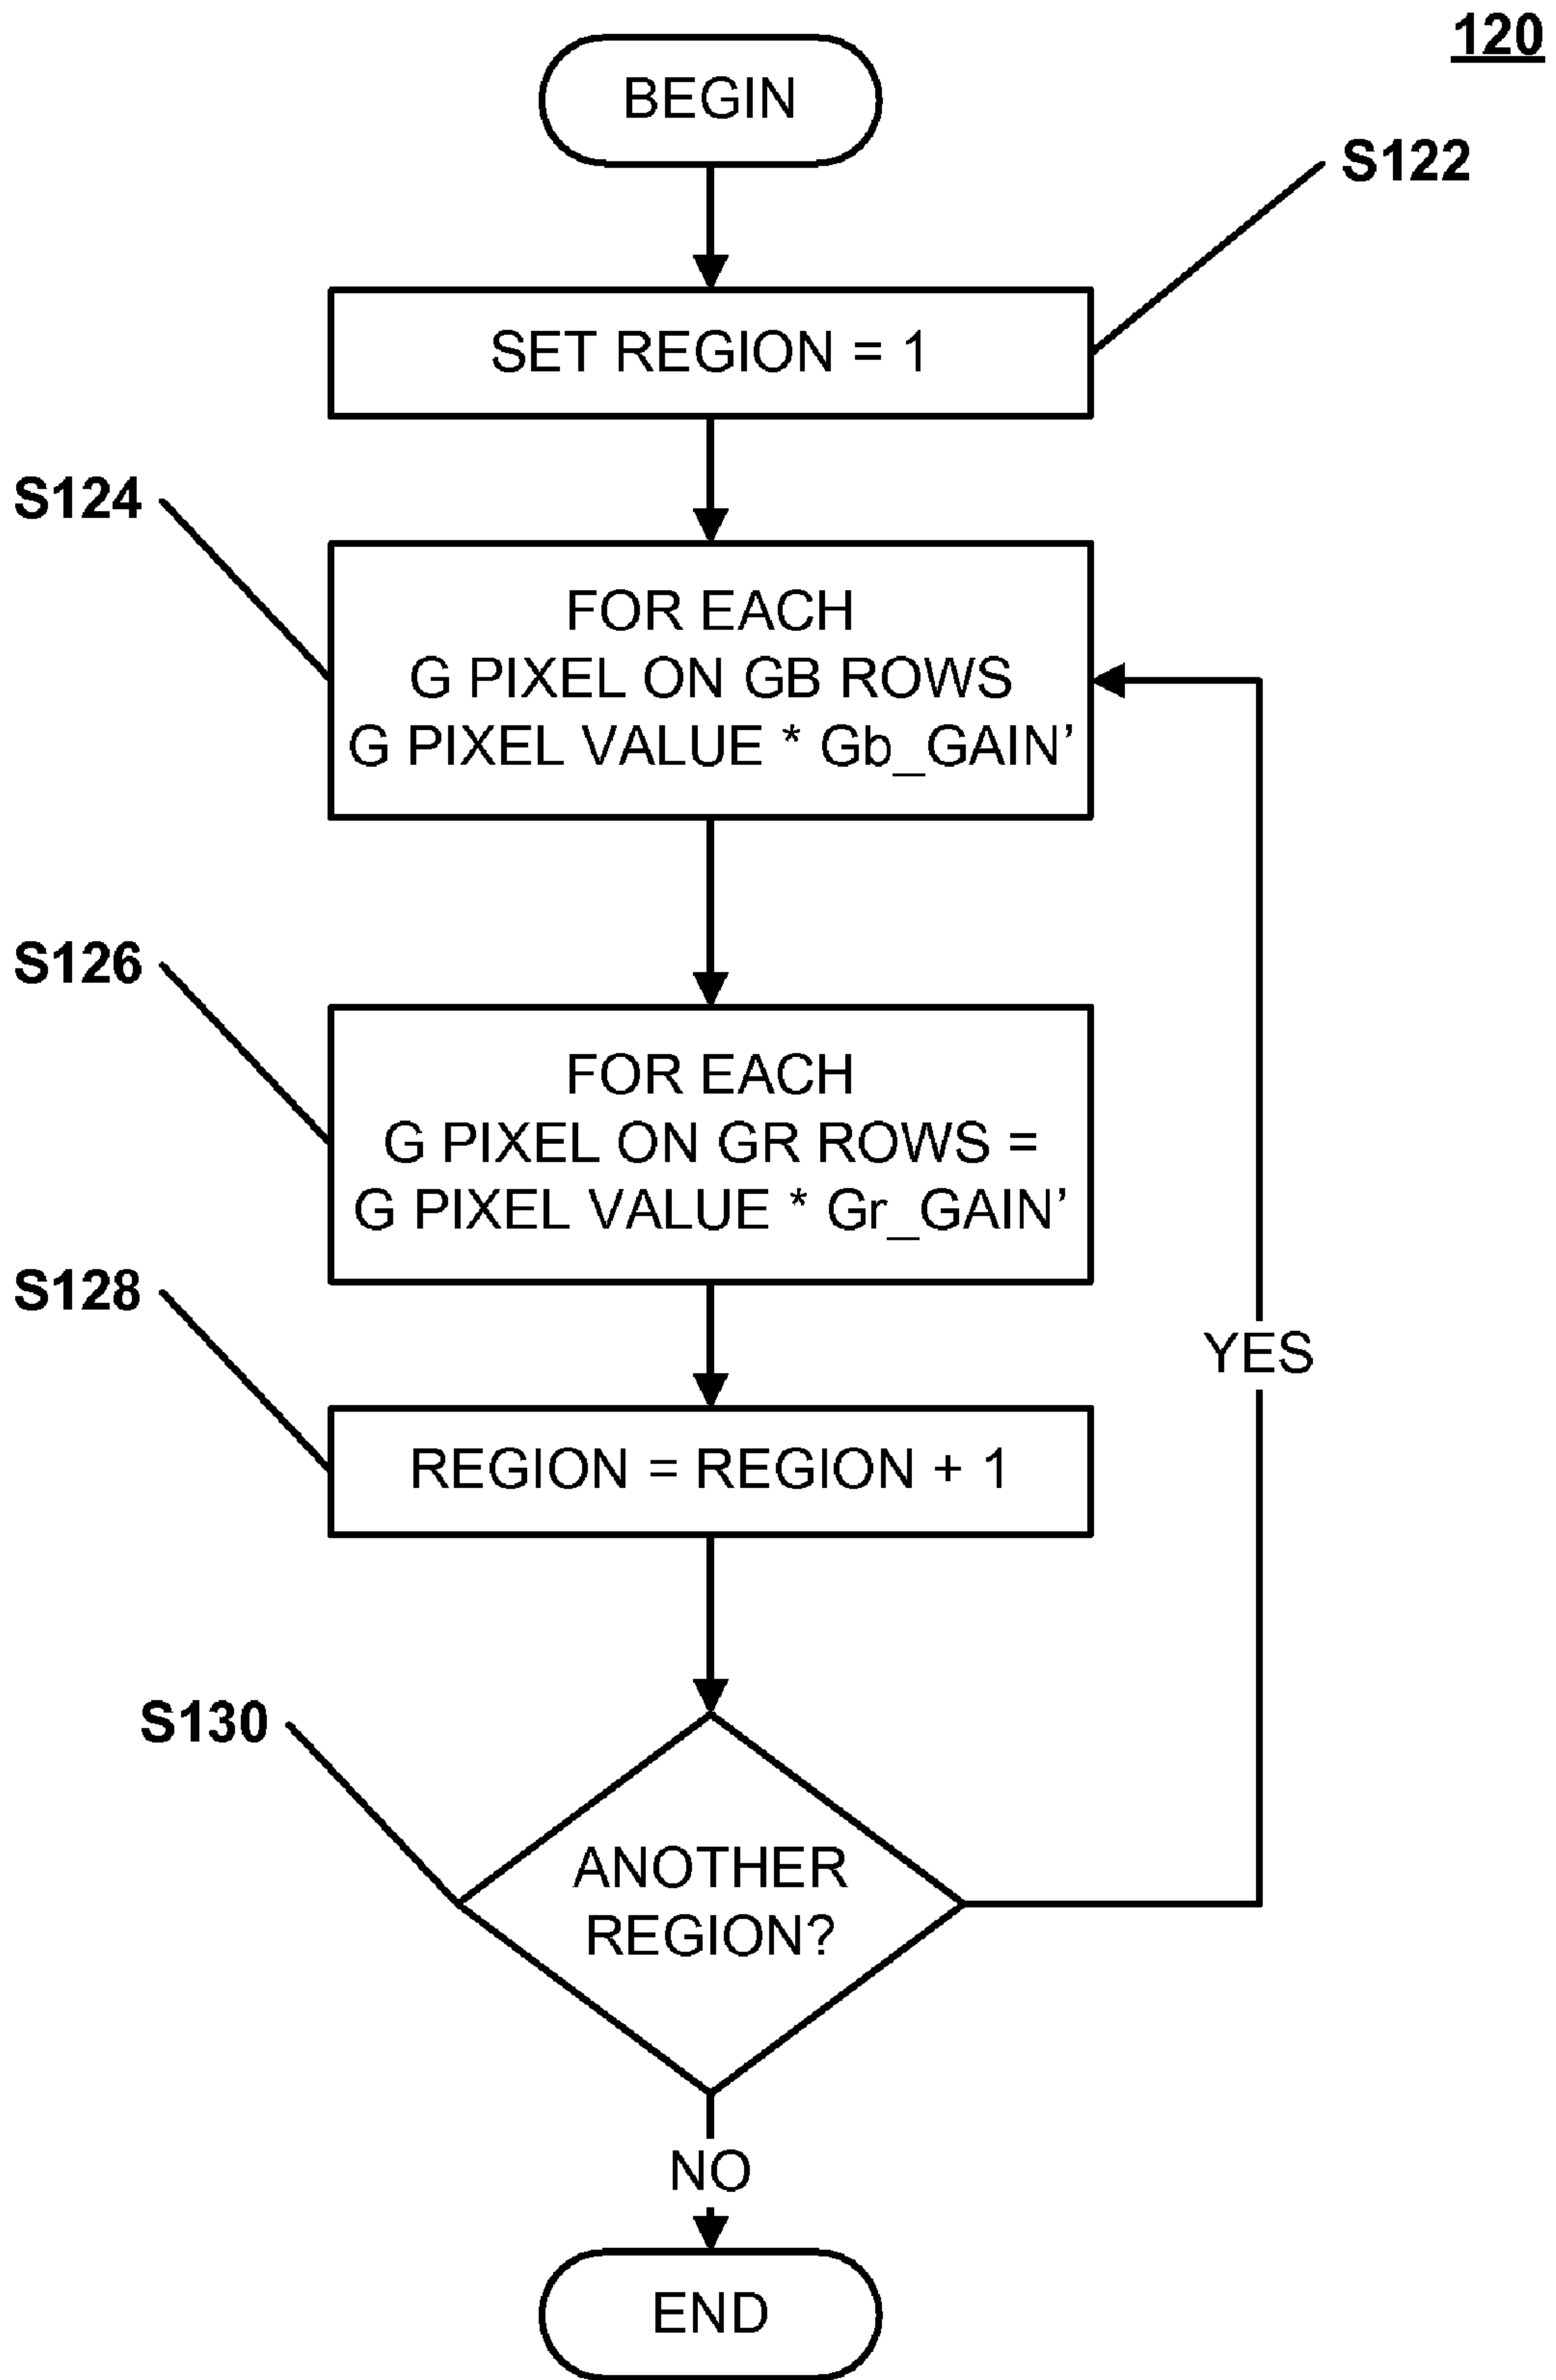 120
BEGIN
S122
SET REGION = 1
S124
FOR EACH
G PIXEL ON GB ROWS
G PIXEL VALUE * Gb_GAIN’
S126
FOR EACH
G PIXEL ON GR ROWS =
G PIXEL VALUE * Gr_GAIN’
S128
YES
REGION = REGION + 1
S130
ANOTHER
REGION?
NO
END